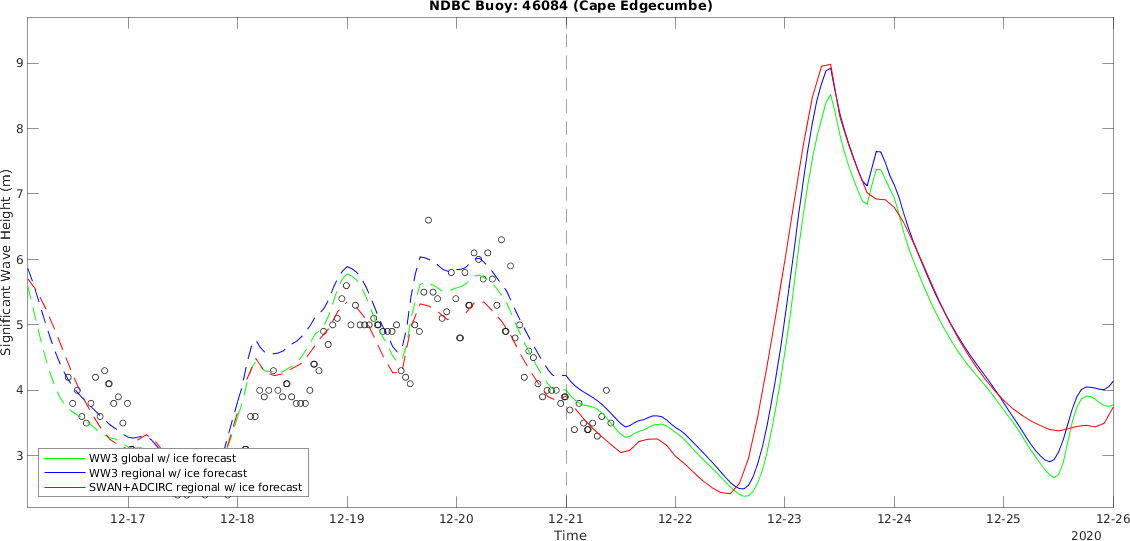 NDBC Buoy: 46084 (Cape Edgecumbe)
Significant Wave Height (m)
9
8
7
6
5
4
3
WW3 global w/ ice forecast
WW3 regional w/ ice forecast
SWAN+ADCIRC regional w/ ice forecast
12-17 12-18 12-19 12-20 12-21 12-22 12-23 12-24 12-25 12-26
Time 2020